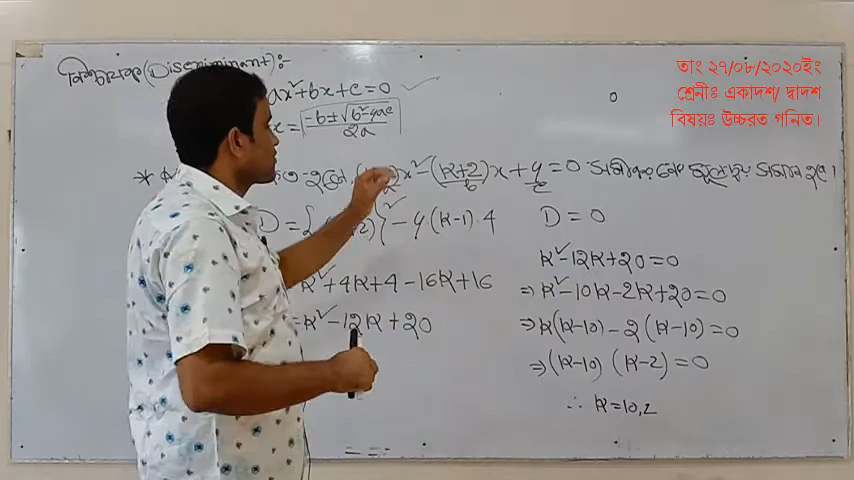 নিশ্চায়ক (Discriminant) :-
তাং ২৭/০৮/২০২০ইং
শ্রেনীঃ একাদশ/ দ্বাদশ
বিষয়ঃ উচ্চরত গনিত।
ax²+bx+c=0
= -b±√b²-4ac / 2a
* হলে, x² - (k+2)x + 4 = 0 সমীকরণের মূলদ্বয় সমান হবে।
D = { 2)}² - 4(k-1)·4
k²+4k+4-16k+16
= k²-12k+20
D = 0
k²-12k+20=0
⇒ k²-10k-2k+20=0
⇒ k(k-10) -2(k-10)=0
⇒ (k-10) (k-2) = 0
∴ k=10,2